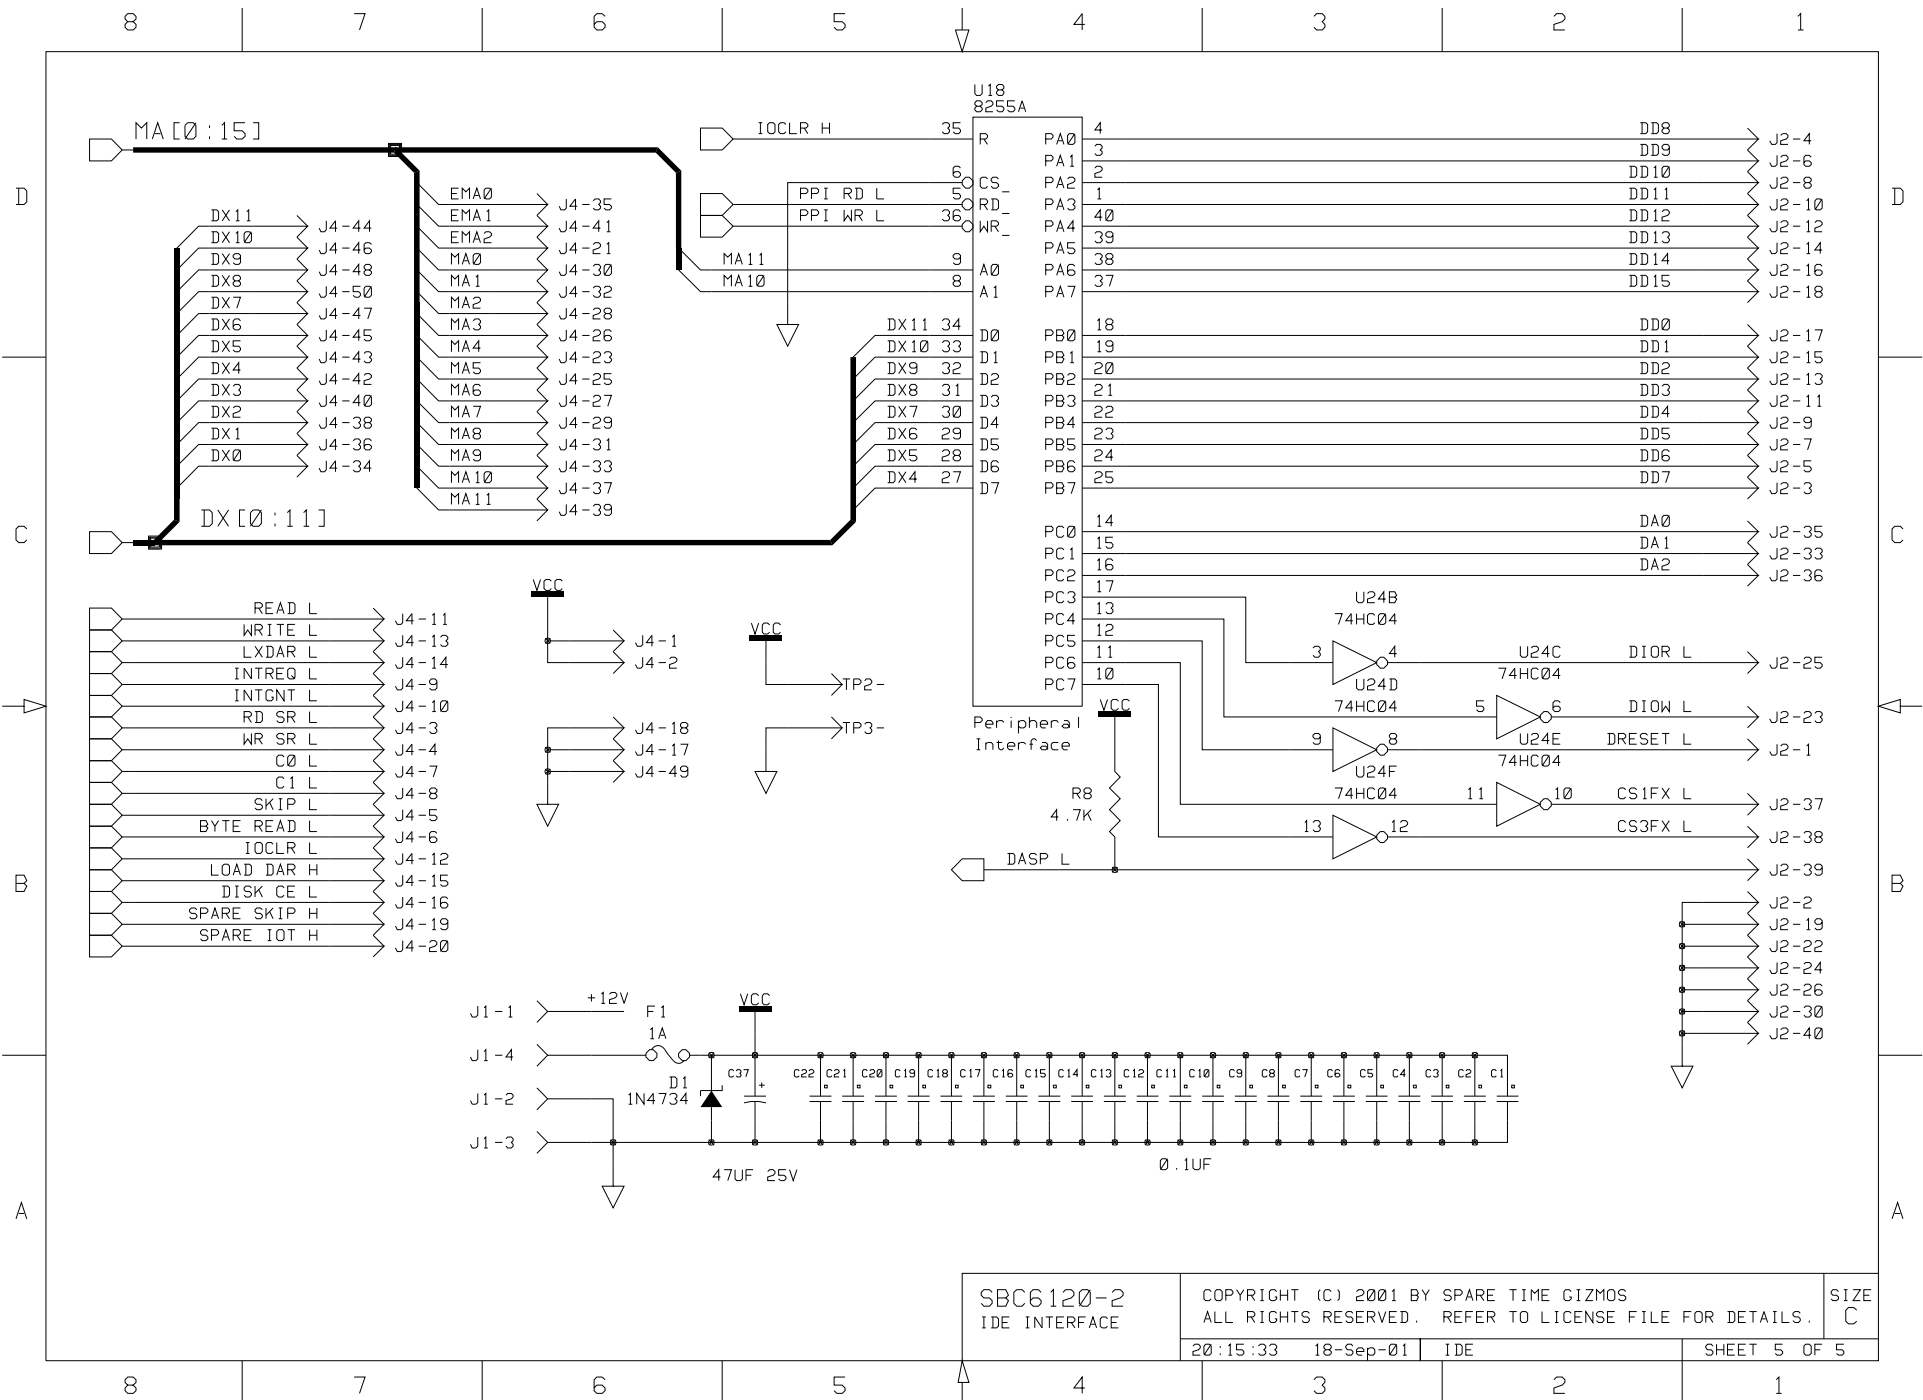 8 7 6 5 4 3 2 1
D
C
B
A
D
C
B
A
MA[0:15]
DX11 J4-44
DX10 J4-46
DX9 J4-48
DX8 J4-50
DX7 J4-47
DX6 J4-45
DX5 J4-43
DX4 J4-42
DX3 J4-40
DX2 J4-38
DX1 J4-36
DX0 J4-34
DX[0:11]
EMA0 J4-35
EMA1 J4-41
EMA2 J4-21
MA0 J4-30
MA1 J4-32
MA2 J4-28
MA3 J4-26
MA4 J4-23
MA5 J4-25
MA6 J4-27
MA7 J4-29
MA8 J4-31
MA9 J4-33
MA10 J4-37
MA11 J4-39
U18
8255A
IOCLR H 35 R
6 CS_
PPI RD L 5 RD_
PPI WR L 36 WR_
MA11 9 A0
MA10 8 A1
DX11 34 D0
DX10 33 D1
DX9 32 D2
DX8 31 D3
DX7 30 D4
DX6 29 D5
DX5 28 D6
DX4 27 D7
PA0 4 DD8 J2-4
PA1 3 DD9 J2-6
PA2 2 DD10 J2-8
PA3 1 DD11 J2-10
PA4 40 DD12 J2-12
PA5 39 DD13 J2-14
PA6 38 DD14 J2-16
PA7 37 DD15 J2-18
PB0 18 DD0 J2-17
PB1 19 DD1 J2-15
PB2 20 DD2 J2-13
PB3 21 DD3 J2-11
PB4 22 DD4 J2-9
PB5 23 DD5 J2-7
PB6 24 DD6 J2-5
PB7 25 DD7 J2-3
PC0 14 DA0 J2-35
PC1 15 DA1 J2-33
PC2 16 DA2 J2-36
PC3 17
PC4 13
PC5 12
PC6 11
PC7 10
Peripheral
Interface
U24B
74HC04
3 4 DIOR L J2-25
U24C
74HC04
5 6 DIOW L J2-23
U24D
74HC04
9 8 DRESET L J2-1
U24E
74HC04
11 10 CS1FX L J2-37
U24F
74HC04
13 12 CS3FX L J2-38
VCC
R8
4.7K
DASP L J2-39
J2-2
J2-19
J2-22
J2-24
J2-26
J2-30
J2-40
READ L J4-11
WRITE L J4-13
LXDAR L J4-14
INTREQ L J4-9
INTGNT L J4-10
RD SR L J4-3
WR SR L J4-4
C0 L J4-7
C1 L J4-8
SKIP L J4-5
BYTE READ L J4-6
IOCLR L J4-12
LOAD DAR H J4-15
DISK CE L J4-16
SPARE SKIP H J4-19
SPARE IOT H J4-20
VCC
J4-1
J4-2
J4-18
J4-17
J4-49
VCC
TP2-
TP3-
J1-1 +12V
J1-4
F1
1A
J1-2
J1-3
VCC
D1
1N4734
C37
+
47UF 25V
C22 C21 C20 C19 C18 C17 C16 C15 C14 C13 C12 C11 C10 C9 C8 C7 C6 C5 C4 C3 C2 C1
0.1UF
SBC6120-2
IDE INTERFACE
COPYRIGHT (C) 2001 BY SPARE TIME GIZMOS
ALL RIGHTS RESERVED. REFER TO LICENSE FILE FOR DETAILS.
SIZE
C
20:15:33 18-Sep-01 IDE SHEET 5 OF 5
8 7 6 5 4 3 2 1